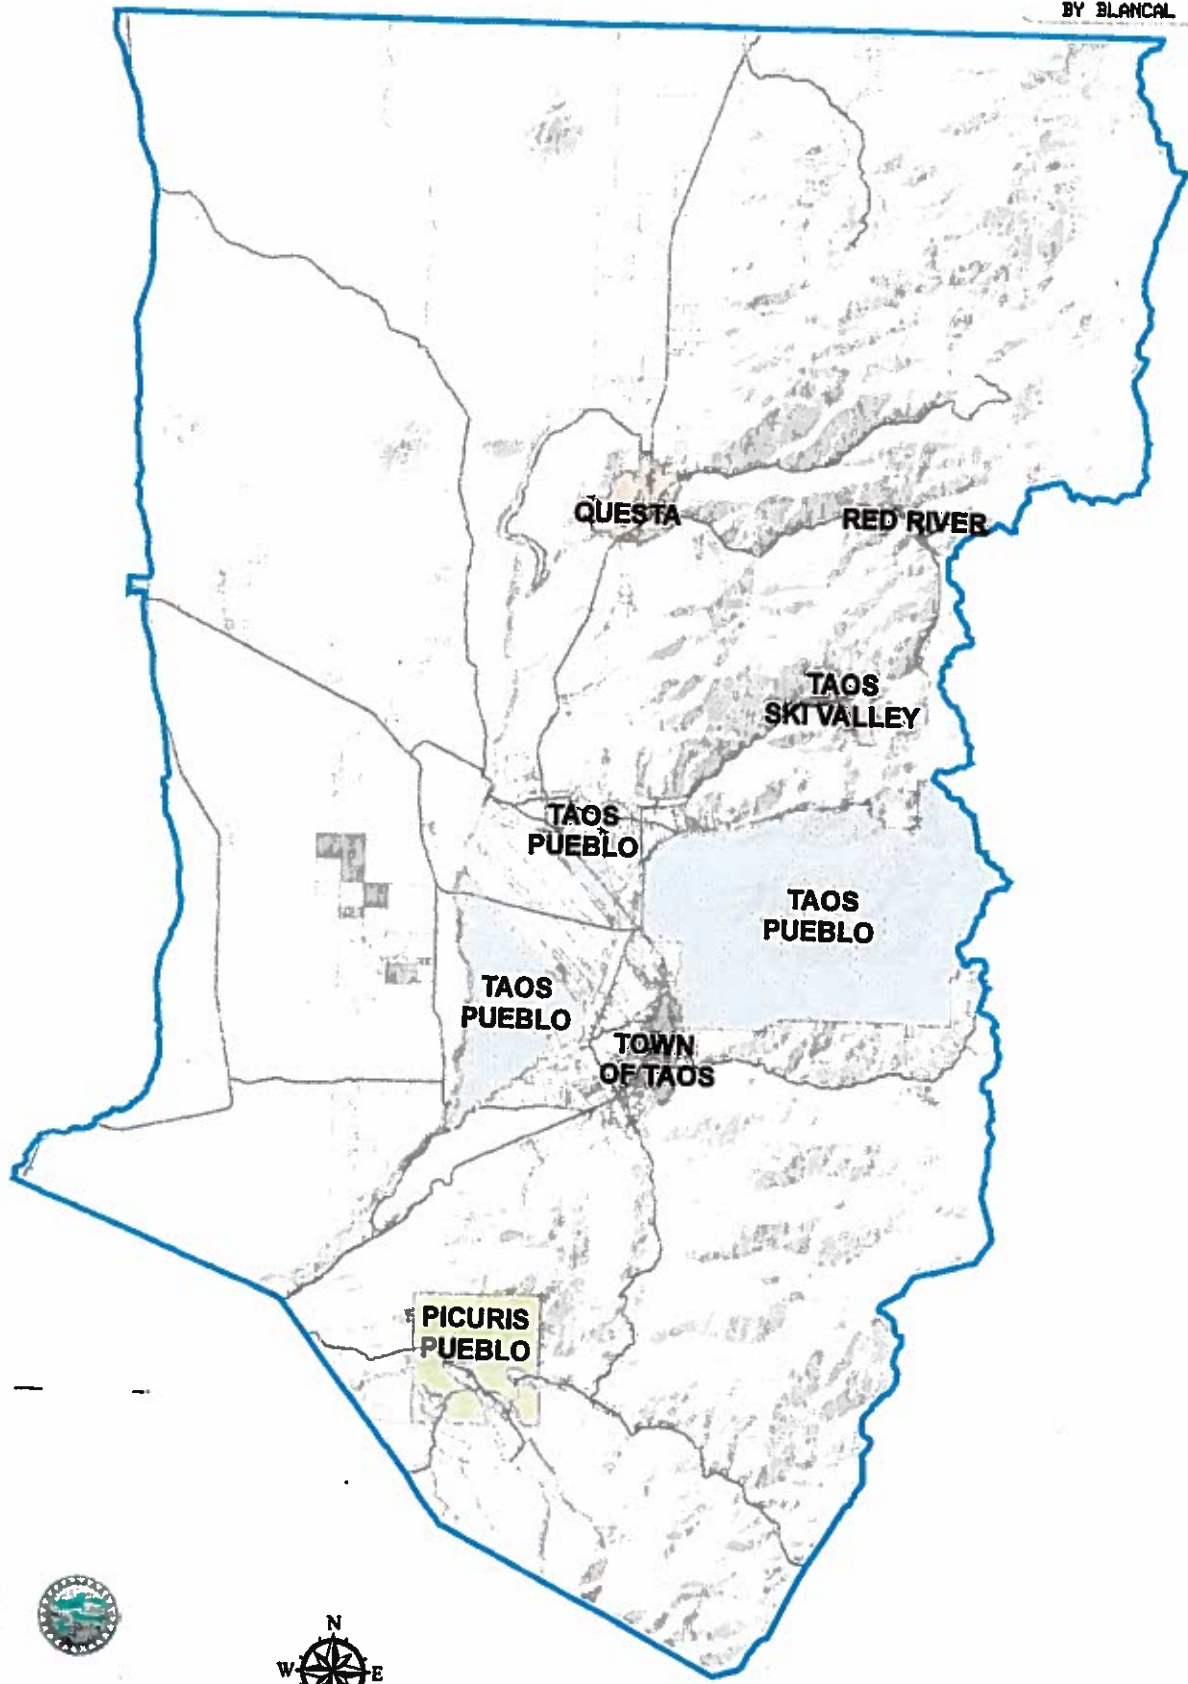 BY BLANCAL
QUESTA
RED RIVER
TAOS
SKI VALLEY
TAOS
PUEBLO
TAOS
PUEBLO
TAOS
PUEBLO
TOWN
OF TAOS
PICURIS
PUEBLO
N
W E